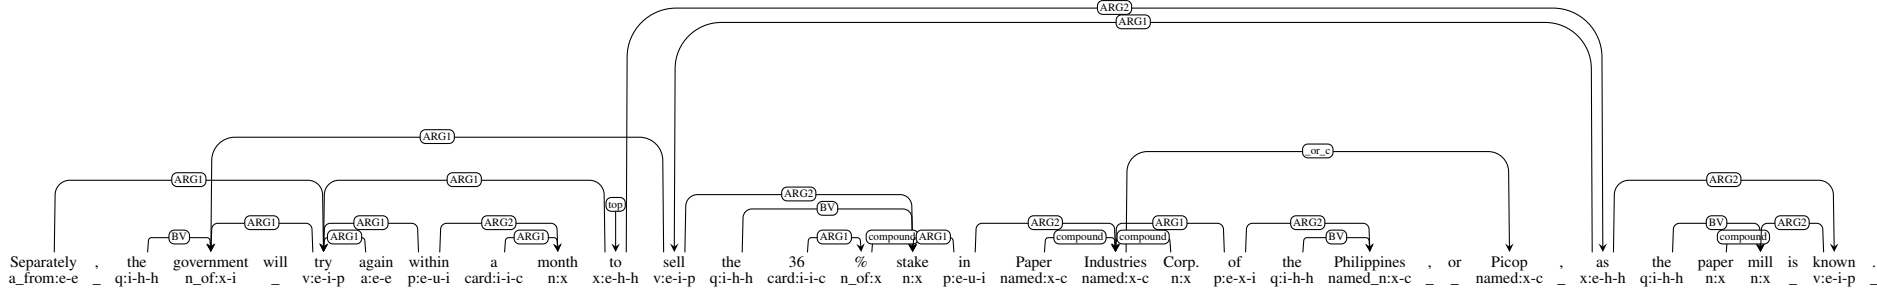 ARG2
ARG1
ARG1
_or_c
ARG1 ARG1 ARG2
ARG2
top
BV
ARG1 ARG1 ARG2 ARG2 ARG1 ARG2 BV ARG2
BV ARG1 ARG1 ARG1 compound ARG1 compound compound BV compound
Separately , the government will try again within a month to sell the 36 % stake in Paper Industries Corp. of the Philippines , or Picop , as the paper mill is known .
a_from:e-e _ q:i-h-h n_of:x-i _ v:e-i-p a:e-e p:e-u-i card:i-i-c n:x x:e-h-h v:e-i-p q:i-h-h card:i-i-c n_of:x n:x p:e-u-i named:x-c named:x-c n:x p:e-x-i q:i-h-h named_n:x-c _ _ named:x-c _ x:e-h-h q:i-h-h n:x n:x _ v:e-i-p _